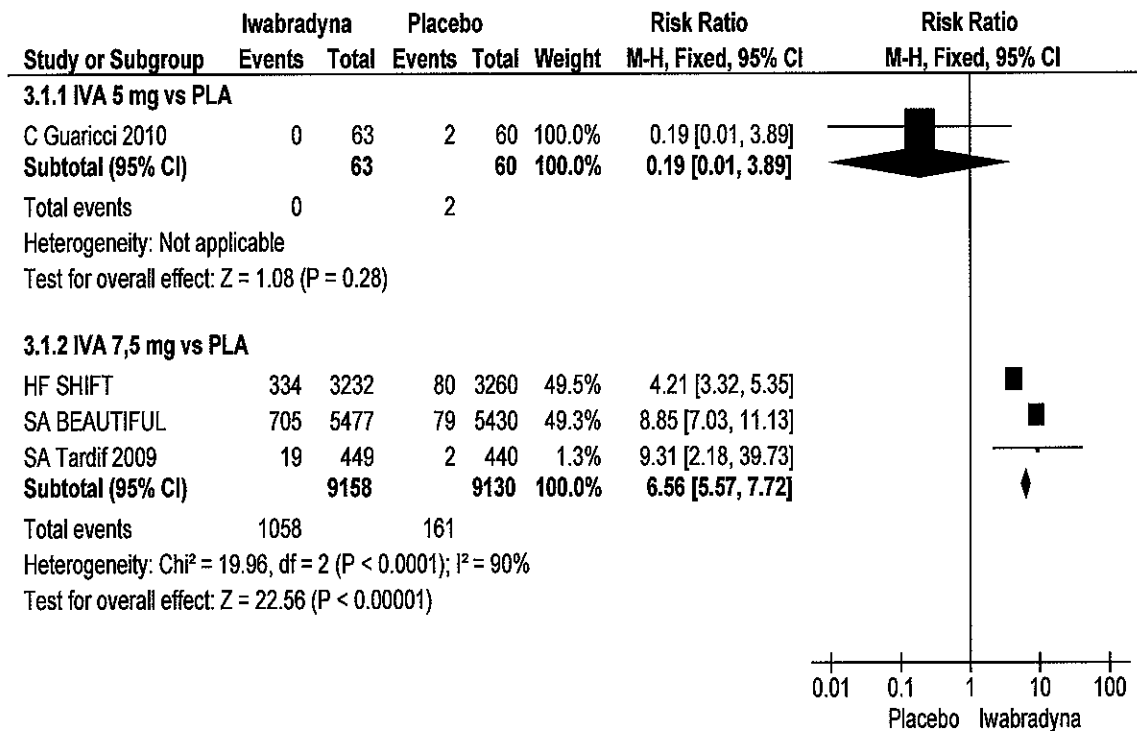 Iwabradyna Placebo Risk Ratio Risk Ratio
Study or Subgroup Events Total Events Total Weight M-H, Fixed, 95% CI M-H, Fixed, 95% CI
3.1.1 IVA 5 mg vs PLA
C Guaricci 2010 0 63 2 60 100.0% 0.19 [0.01, 3.89]
Subtotal (95% CI) 63 60 100.0% 0.19 [0.01, 3.89]
Total events 0 2
Heterogeneity: Not applicable
Test for overall effect: Z = 1.08 (P = 0.28)
3.1.2 IVA 7,5 mg vs PLA
HF SHIFT 334 3232 80 3260 49.5% 4.21 [3.32, 5.35]
SA BEAUTIFUL 705 5477 79 5430 49.3% 8.85 [7.03, 11.13]
SA Tardif 2009 19 449 2 440 1.3% 9.31 [2.18, 39.73]
Subtotal (95% CI) 9158 9130 100.0% 6.56 [5.57, 7.72]
Total events 1058 161
Heterogeneity: Chi² = 19.96, df = 2 (P < 0.0001); I² = 90%
Test for overall effect: Z = 22.56 (P < 0.00001)
0.01 0.1 1 10 100
Placebo Iwabradyna